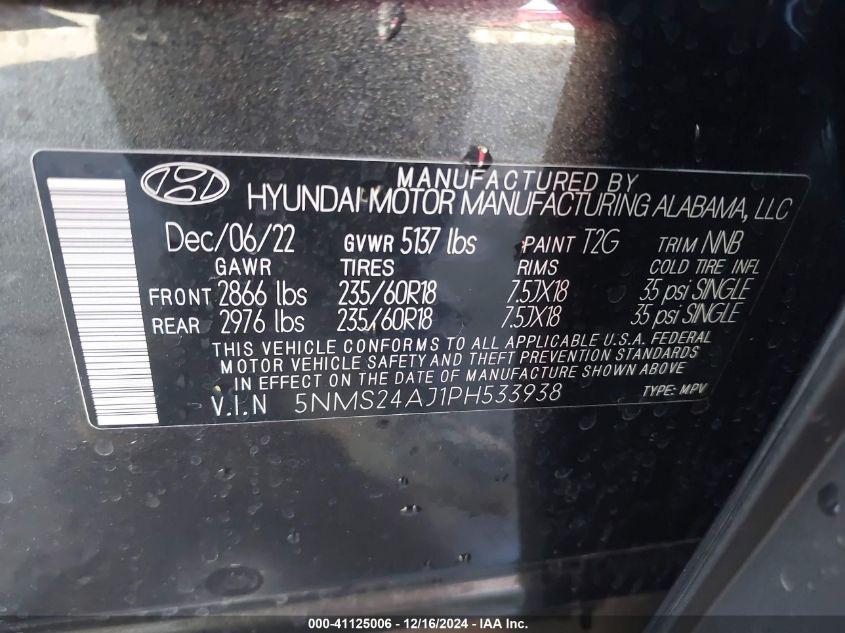 MANUFACTURED BY
HYUNDAI MOTOR MANUFACTURING ALABAMA, LLC
Dec/06/22 GVWR 5137 lbs PAINT T2G TRIM NNB
GAWR TIRES RIMS COLD TIRE INFL
FRONT 2866 lbs 235/60R18 7.5JX18 35 psi SINGLE
REAR 2976 lbs 235/60R18 7.5JX18 35 psi SINGLE
THIS VEHICLE CONFORMS TO ALL APPLICABLE U.S.A. FEDERAL
MOTOR VEHICLE SAFETY AND THEFT PREVENTION STANDARDS
IN EFFECT ON THE DATE OF MANUFACTURE SHOWN ABOVE.
V.I.N 5NMS24AJ1PH533938 TYPE: MPV
000-41125006 - 12/16/2024 - IAA Inc.